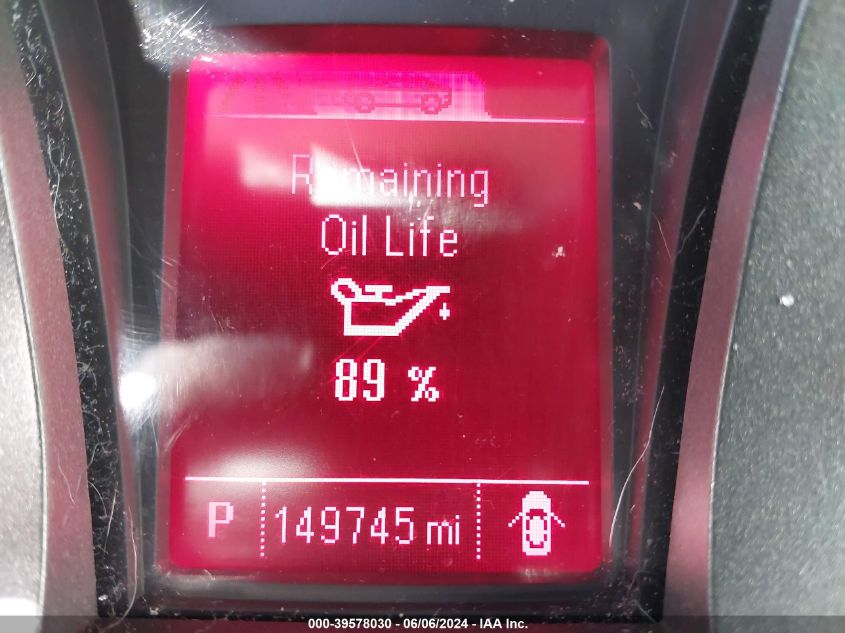 Remaining
Oil Life
89 %
P 149745 mi
000-39578030 - 06/06/2024 - IAA Inc.